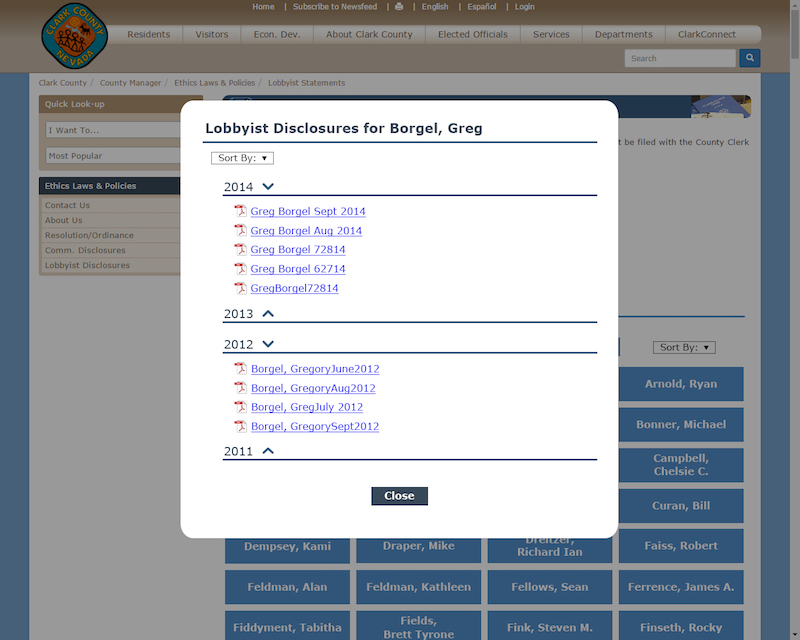 Home | Subscribe to Newsfeed | | English | Español | Login
CLARK COUNTY
NEVADA
Residents Visitors Econ. Dev. About Clark County Elected Officials Services Departments ClarkConnect
Search
Clark County / County Manager / Ethics Laws & Policies / Lobbyist Statements
Quick Look-up
I Want To...
Most Popular
Ethics Laws & Policies
Contact Us
About Us
Resolution/Ordinance
Comm. Disclosures
Lobbyist Disclosures
t be filed with the County Clerk
Lobbyist Disclosures for Borgel, Greg
Sort By: ▼
2014
Greg Borgel Sept 2014
Greg Borgel Aug 2014
Greg Borgel 72814
Greg Borgel 62714
GregBorgel72814
2013
2012
Borgel, GregoryJune2012
Borgel, GregoryAug2012
Borgel, GregJuly 2012
Borgel, GregorySept2012
2011
Close
Sort By: ▼
Arnold, Ryan
Bonner, Michael
Campbell,
Chelsie C.
Curan, Bill
Dempsey, Kami Draper, Mike Dreitzer,
Richard Ian
Faiss, Robert
Feldman, Alan Feldman, Kathleen Fellows, Sean Ferrence, James A.
Fiddyment, Tabitha Fields,
Brett Tyrone
Fink, Steven M. Finseth, Rocky